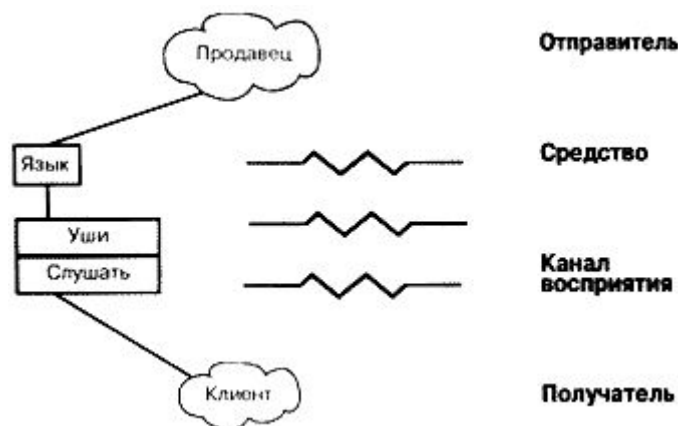 Продавец
Отправитель
Язык
Средство
Уши
Слушать
Канал
восприятия
Клиент
Получатель